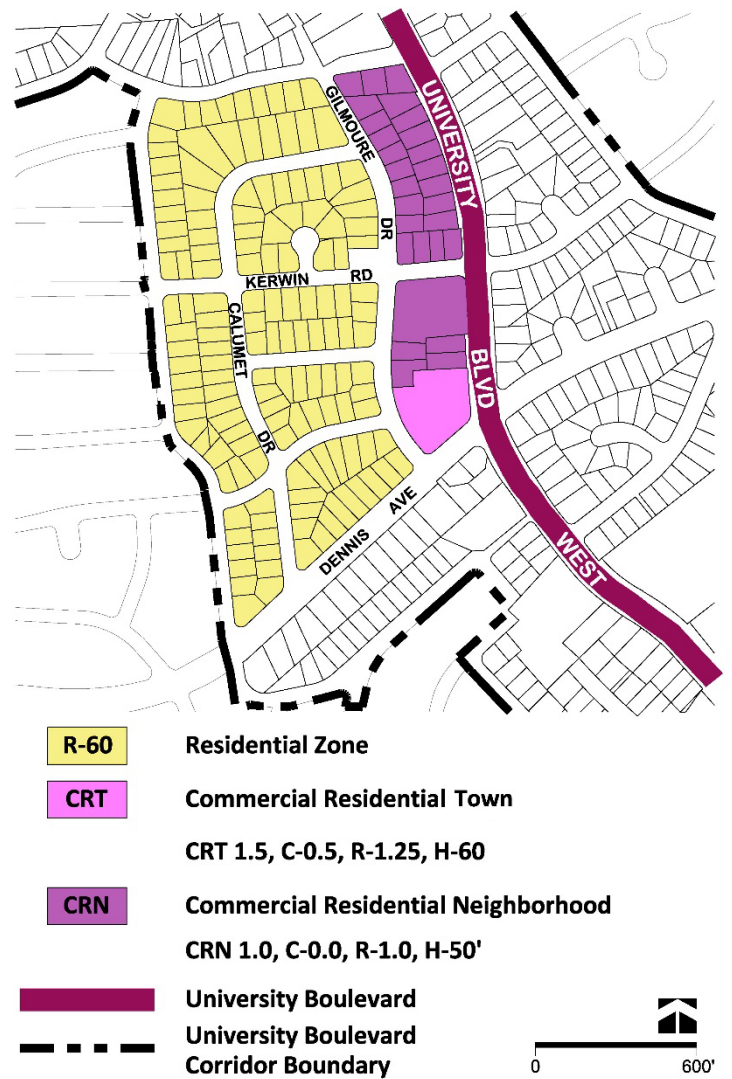 GILMOURE
DR
UNIVERSITY
BLVD
WEST
KERWIN RD
CALUMET
DR
DENNIS AVE
R-60 Residential Zone
CRT Commercial Residential Town
CRT 1.5, C-0.5, R-1.25, H-60
CRN Commercial Residential Neighborhood
CRN 1.0, C-0.0, R-1.0, H-50'
University Boulevard
University Boulevard
Corridor Boundary
0 600'